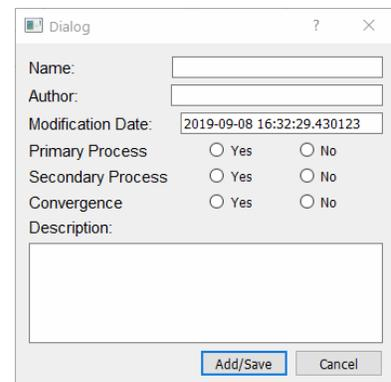 Dialog ?
Name:
Author:
Modification Date: 2019-09-08 16:32:29.430123
Primary Process Yes No
Secondary Process Yes No
Convergence Yes No
Description:
Add/Save Cancel